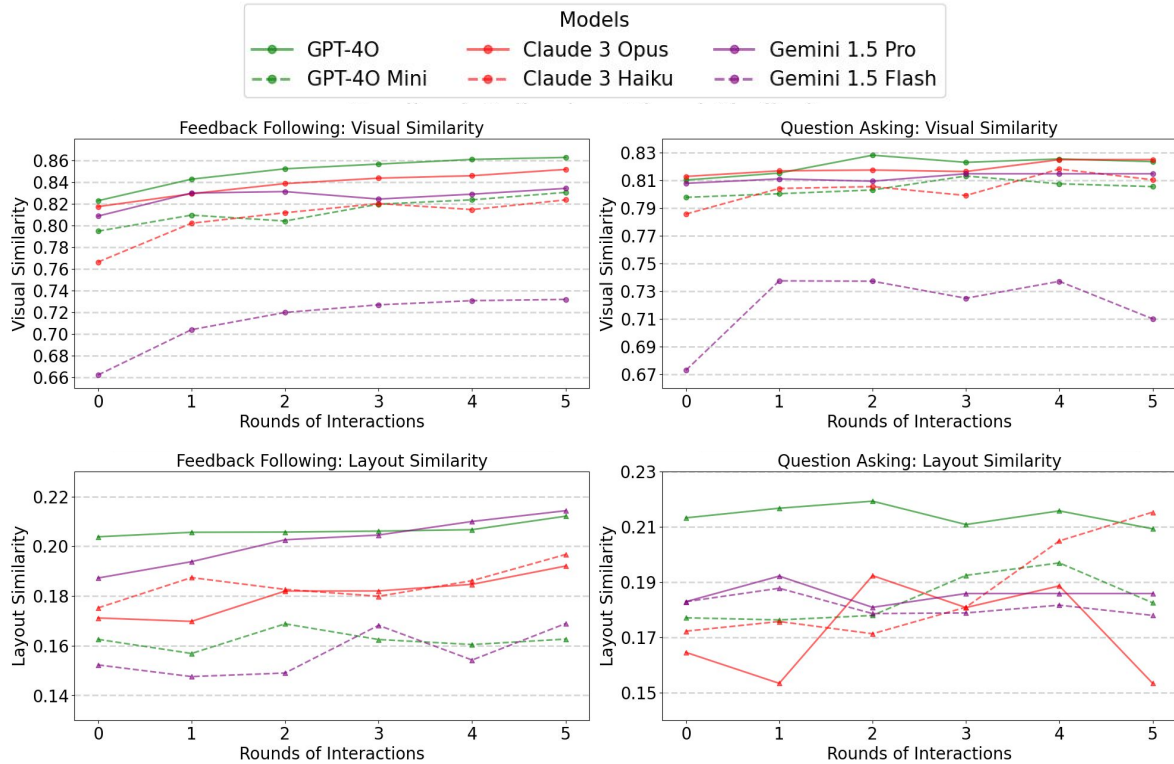 Models
GPT-4O
Claude 3 Opus
Gemini 1.5 Pro
GPT-4O Mini
Claude 3 Haiku
Gemini 1.5 Flash
Feedback Following: Visual Similarity
Visual Similarity
0.86
0.84
0.82
0.80
0.78
0.76
0.74
0.72
0.70
0.68
0.66
0 1 2 3 4 5
Rounds of Interactions
Question Asking: Visual Similarity
Visual Similarity
0.83
0.81
0.79
0.77
0.75
0.73
0.71
0.69
0.67
0 1 2 3 4 5
Rounds of Interactions
Feedback Following: Layout Similarity
Layout Similarity
0.22
0.20
0.18
0.16
0.14
0 1 2 3 4 5
Rounds of Interactions
Question Asking: Layout Similarity
Layout Similarity
0.23
0.21
0.19
0.17
0.15
0 1 2 3 4 5
Rounds of Interactions